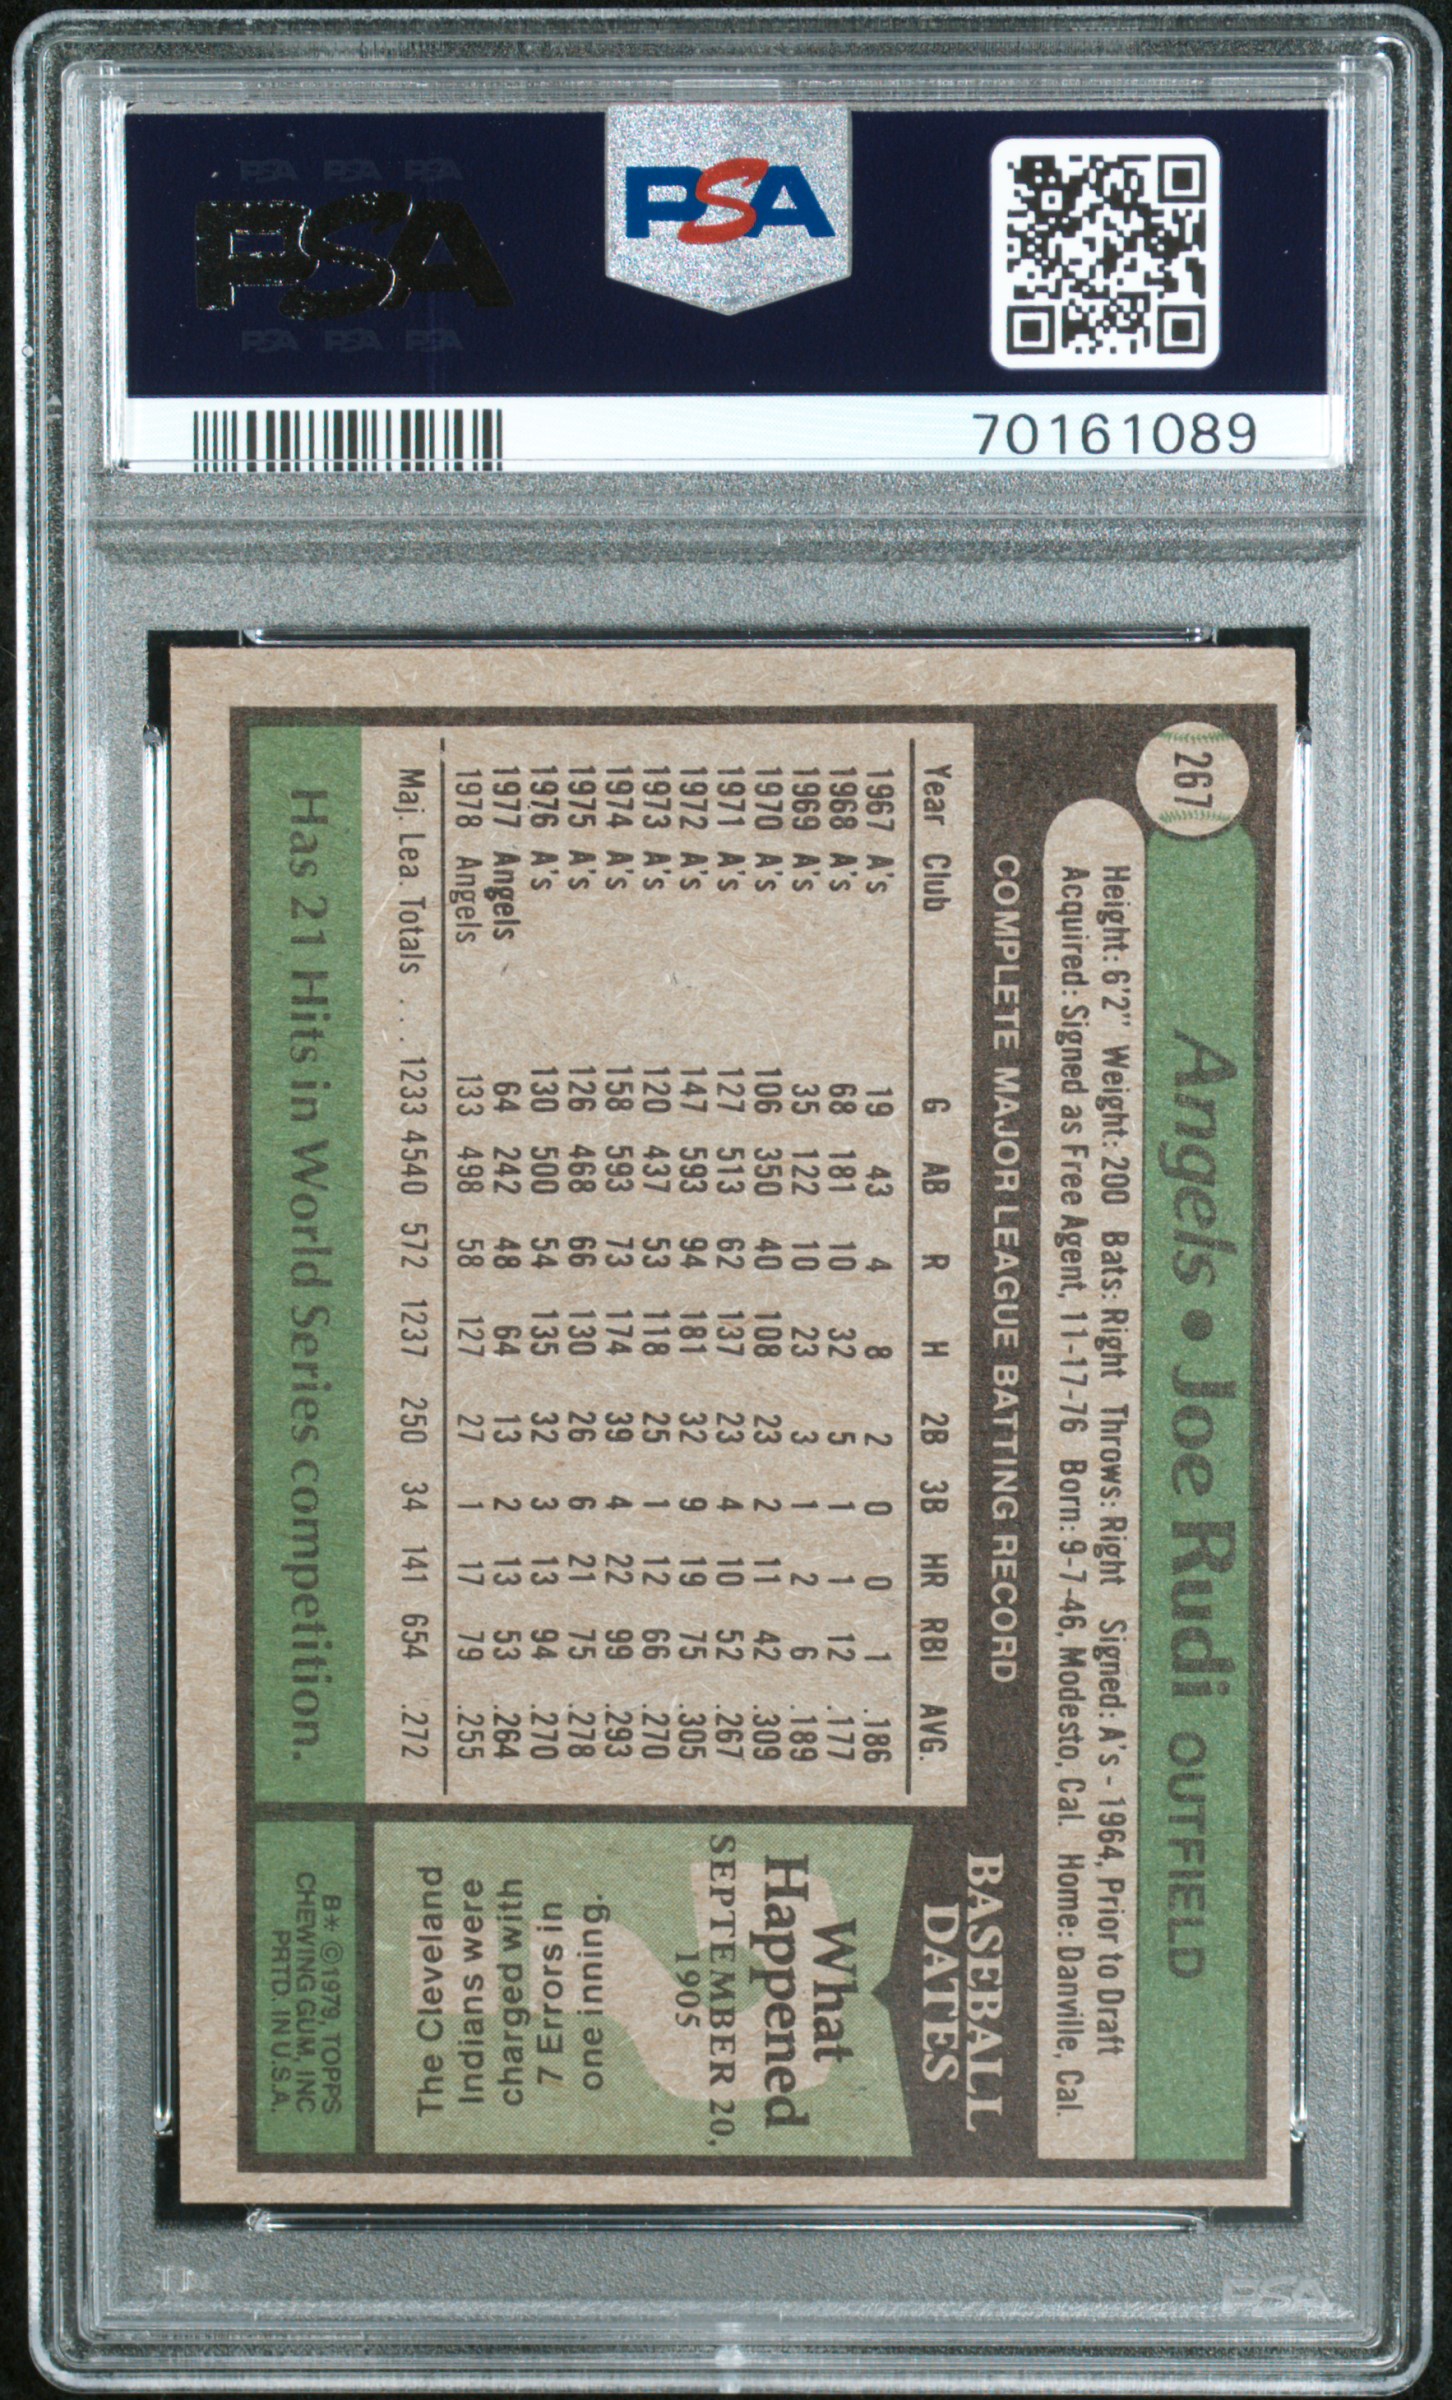 PSA PSA PSA
PSA
PSA PSA PSA
PSA
70161089
267
Angels • Joe Rudi OUTFIELD
Height: 6'2" Weight: 200 Bats: Right Throws: Right Signed: A's - 1964, Prior to Draft
Acquired: Signed as Free Agent, 11-17-76 Born: 9-7-46, Modesto, Cal. Home: Danville, Cal.
COMPLETE MAJOR LEAGUE BATTING RECORD
Year Club G AB R H 2B 3B HR RBI AVG.
1967 A's 19 43 4 8 2 0 0 1 .186
1968 A's 68 181 10 32 5 1 1 12 .177
1969 A's 35 122 10 23 3 1 2 6 .189
1970 A's 106 350 40 108 23 2 11 42 .309
1971 A's 127 513 62 137 23 4 10 52 .267
1972 A's 147 593 94 181 32 9 19 75 .305
1973 A's 120 437 53 118 25 1 12 66 .270
1974 A's 158 593 73 174 39 4 22 99 .293
1975 A's 126 468 66 130 26 6 21 75 .278
1976 A's 130 500 54 135 32 3 13 94 .270
1977 Angels 64 242 48 64 13 2 13 53 .264
1978 Angels 133 498 58 127 27 1 17 79 .255
Maj. Lea. Totals . . 1233 4540 572 1237 250 34 141 654 .272
Has 21 Hits in World Series competition.
BASEBALL
DATES
What
Happened
SEPTEMBER 20,
1905
The Cleveland
Indians were
charged with
7 Errors in
one inning.
B* ©1979, TOPPS
CHEWING GUM, INC
PRTD. IN U.S.A.
PSA